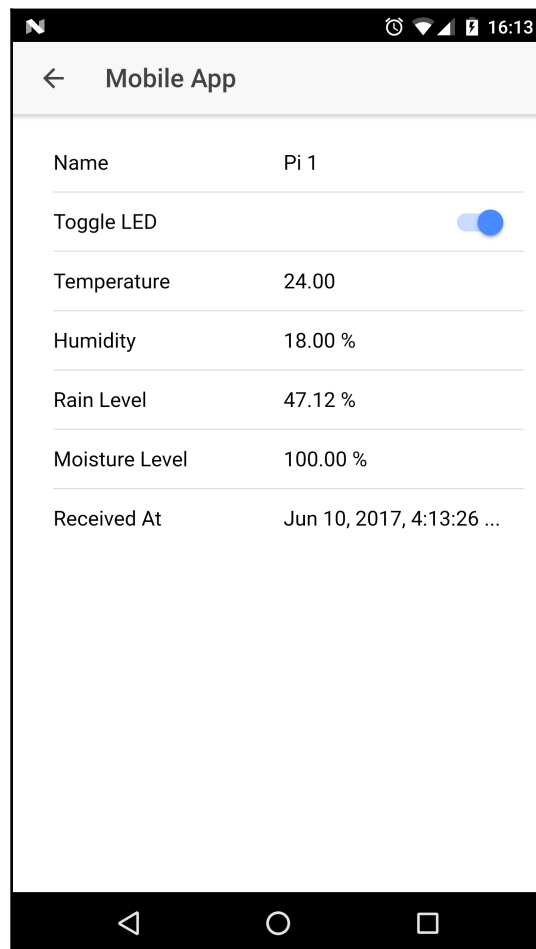 16:13
Mobile App
Name Pi 1
Toggle LED
Temperature 24.00
Humidity 18.00 %
Rain Level 47.12 %
Moisture Level 100.00 %
Received At Jun 10, 2017, 4:13:26 ...